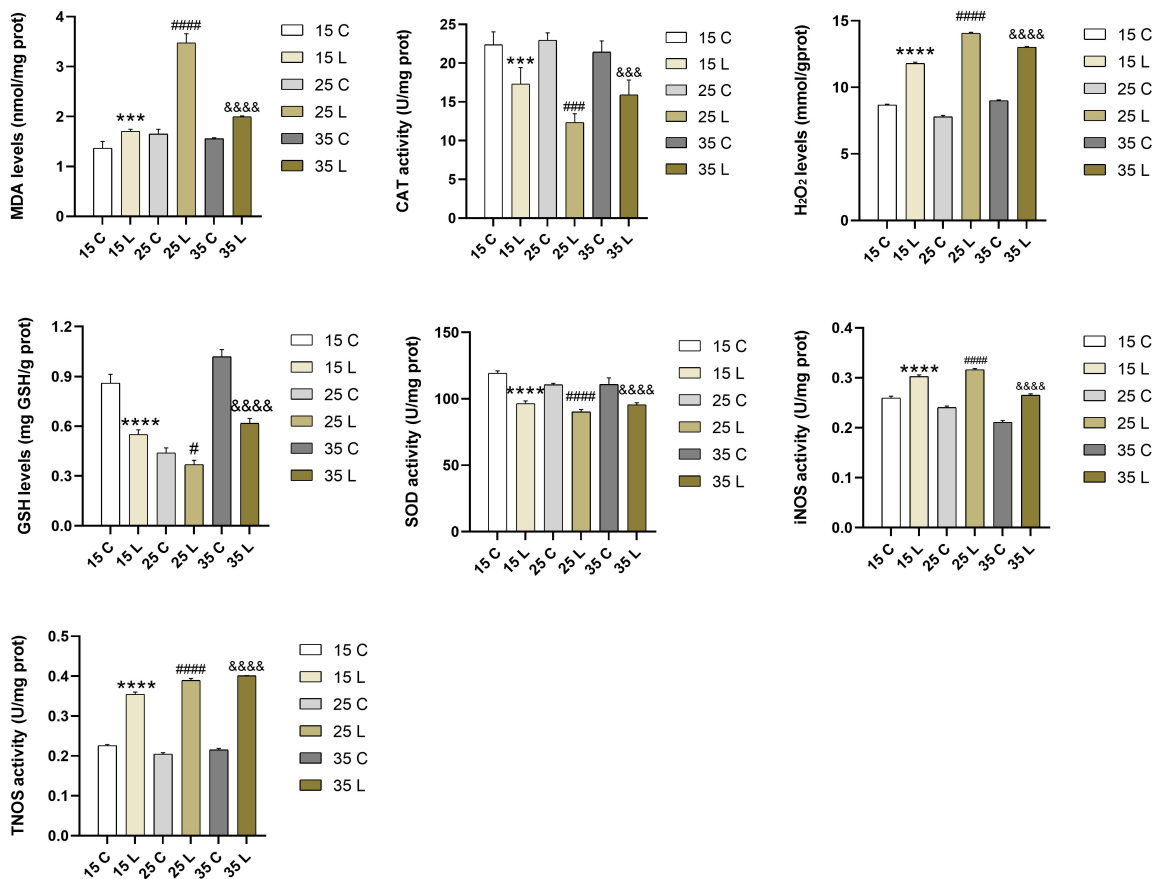 MDA levels (nmol/mg prot)
4
3
2
1
0
***
####
&&&&
15 C
15 L
25 C
25 L
35 C
35 L
15 C
15 L
25 C
25 L
35 C
35 L
CAT activity (U/mg prot)
25
20
15
10
5
0
***
###
&&&
15 C
15 L
25 C
25 L
35 C
35 L
15 C
15 L
25 C
25 L
35 C
35 L
H₂O₂ levels (mmol/gprot)
15
10
5
0
****
####
&&&&
15 C
15 L
25 C
25 L
35 C
35 L
15 C
15 L
25 C
25 L
35 C
35 L
GSH levels (mg GSH/g prot)
1.2
0.9
0.6
0.3
0.0
****
#
&&&&
15 C
15 L
25 C
25 L
35 C
35 L
15 C
15 L
25 C
25 L
35 C
35 L
SOD activity (U/mg prot)
150
100
50
0
****
####
&&&&
15 C
15 L
25 C
25 L
35 C
35 L
15 C
15 L
25 C
25 L
35 C
35 L
iNOS activity (U/mg prot)
0.4
0.3
0.2
0.1
0.0
****
####
&&&&
15 C
15 L
25 C
25 L
35 C
35 L
15 C
15 L
25 C
25 L
35 C
35 L
TNOS activity (U/mg prot)
0.5
0.4
0.3
0.2
0.1
0.0
****
####
&&&&
15 C
15 L
25 C
25 L
35 C
35 L
15 C
15 L
25 C
25 L
35 C
35 L